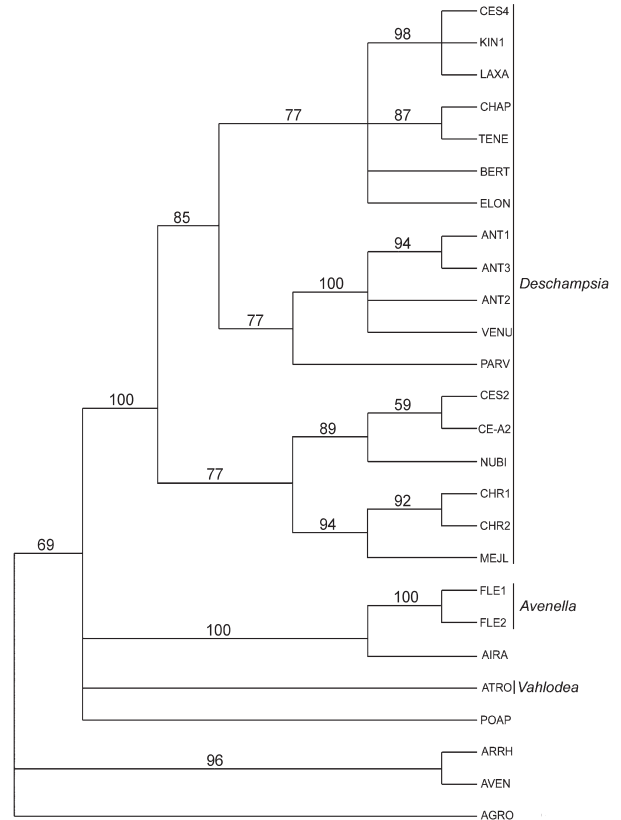 CES4
98
KIN1
LAXA
CHAP
77
87
TENE
BERT
ELON
85
ANT1
94
ANT3
Deschampsia
100
ANT2
77
VENU
PARV
CES2
100
59
89
CE-A2
NUBI
77
CHR1
92
94
CHR2
MEJL
69
FLE1
100
Avenella
FLE2
100
AIRA
ATRO
Vahlodea
POAP
ARRH
96
AVEN
AGRO